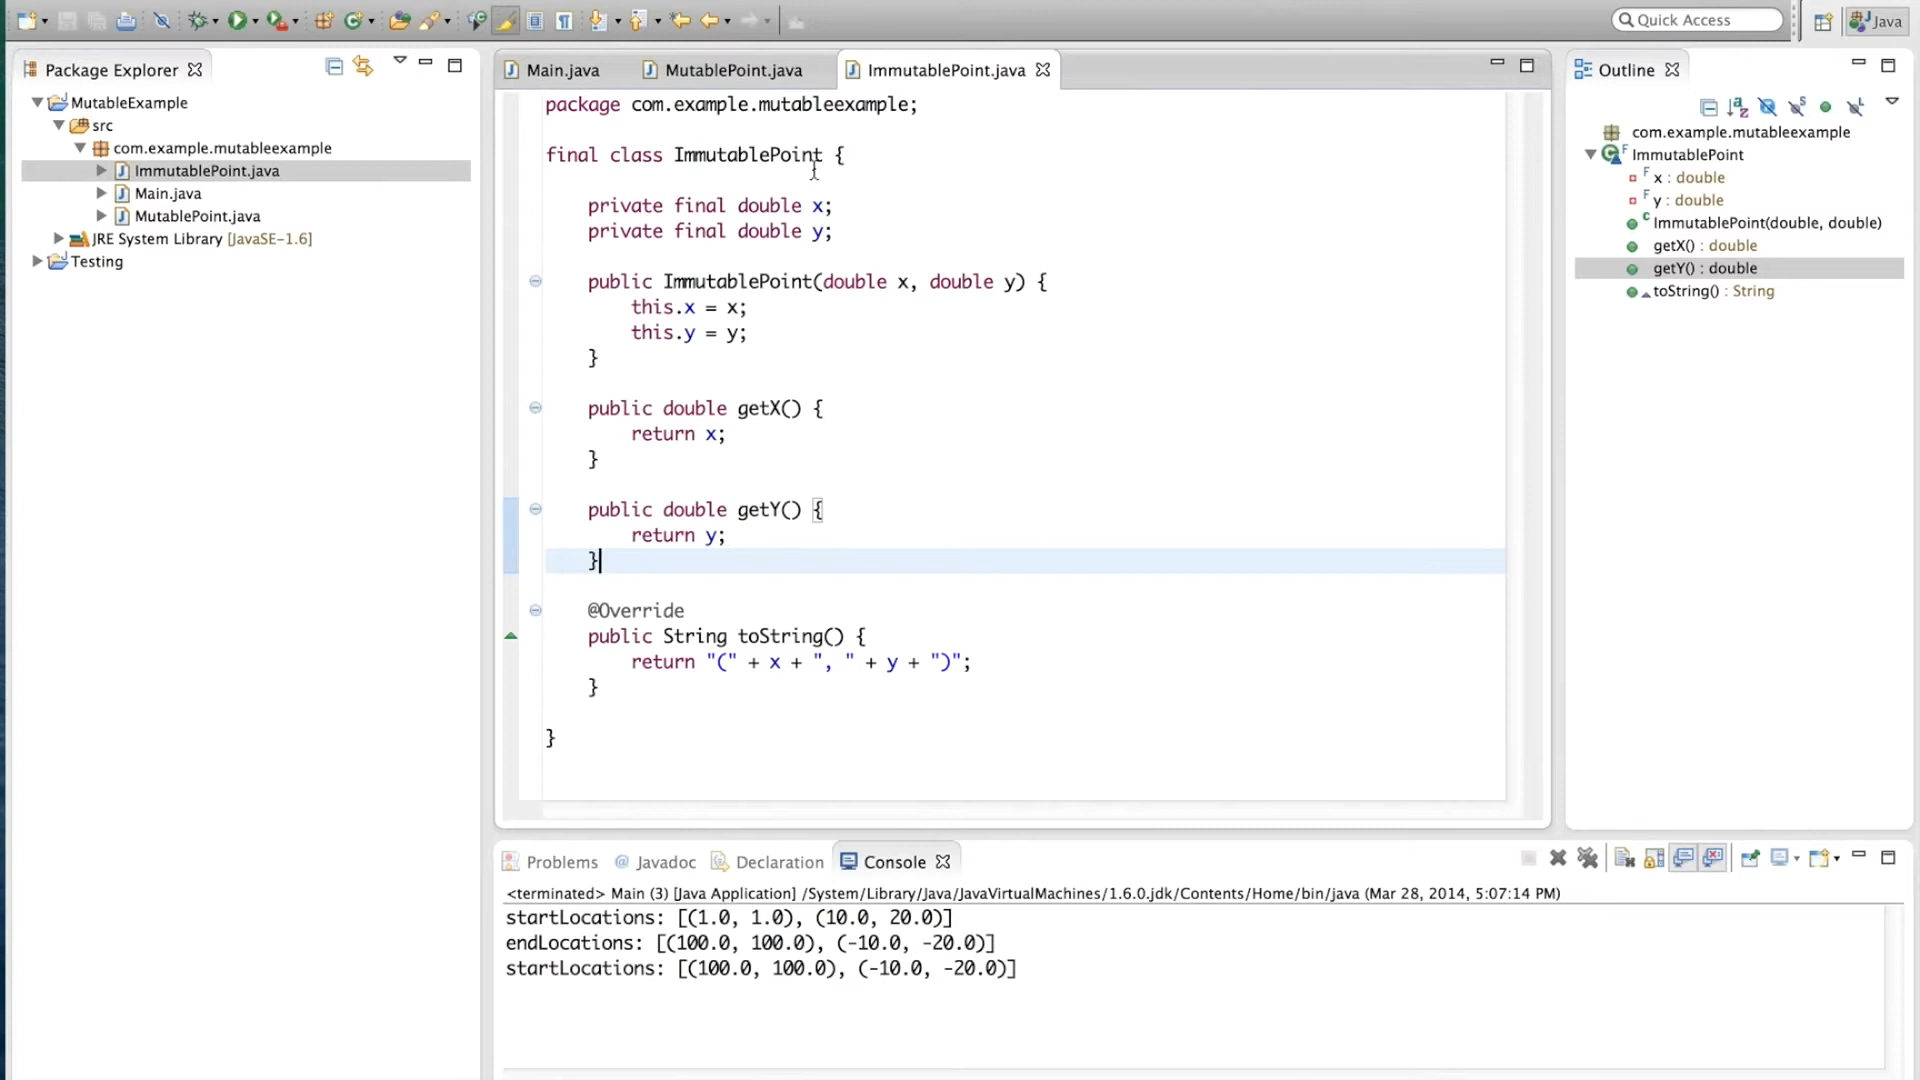 Quick Access
Java
Package Explorer
MutableExample
src
com.example.mutableexample
ImmutablePoint.java
Main.java
MutablePoint.java
JRE System Library [JavaSE-1.6]
Testing
Main.java
MutablePoint.java
ImmutablePoint.java
package com.example.mutableexample;
final class ImmutablePoint {
private final double x;
private final double y;
public ImmutablePoint(double x, double y) {
this.x = x;
this.y = y;
}
public double getX() {
return x;
}
public double getY() {
return y;
}
@Override
public String toString() {
return "(" + x + ", " + y + ")";
}
}
Outline
com.example.mutableexample
ImmutablePoint
x : double
y : double
ImmutablePoint(double, double)
getX() : double
getY() : double
toString() : String
Problems
Javadoc
Declaration
Console
<terminated> Main (3) [Java Application] /System/Library/Java/JavaVirtualMachines/1.6.0.jdk/Contents/Home/bin/java (Mar 28, 2014, 5:07:14 PM)
startLocations: [(1.0, 1.0), (10.0, 20.0)]
endLocations: [(100.0, 100.0), (-10.0, -20.0)]
startLocations: [(100.0, 100.0), (-10.0, -20.0)]